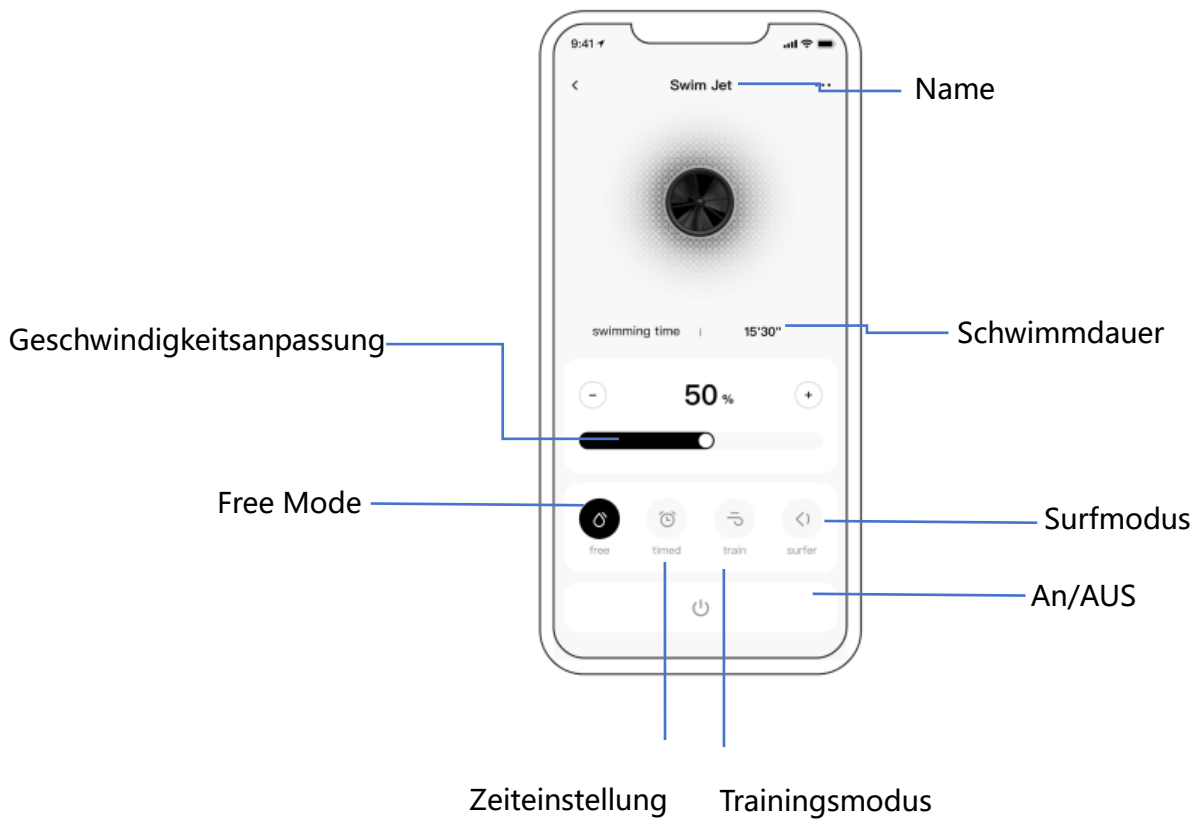 9:41
Swim Jet
Name
swimming time | 15'30"
Schwimmdauer
Geschwindigkeitsanpassung
- 50 % +
Free Mode
free timed train surfer
Surfmodus
An/AUS
Zeiteinstellung Trainingsmodus